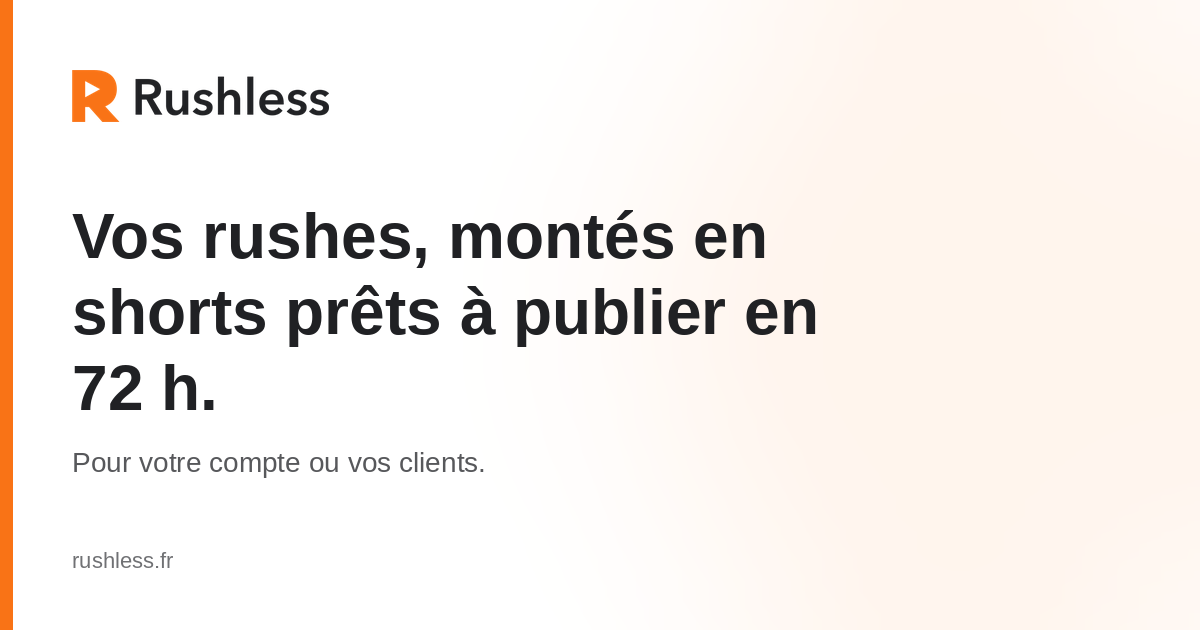 Rushless
Vos rushes, montés en
shorts prêts à publier en
72 h.
Pour votre compte ou vos clients.
rushless.fr